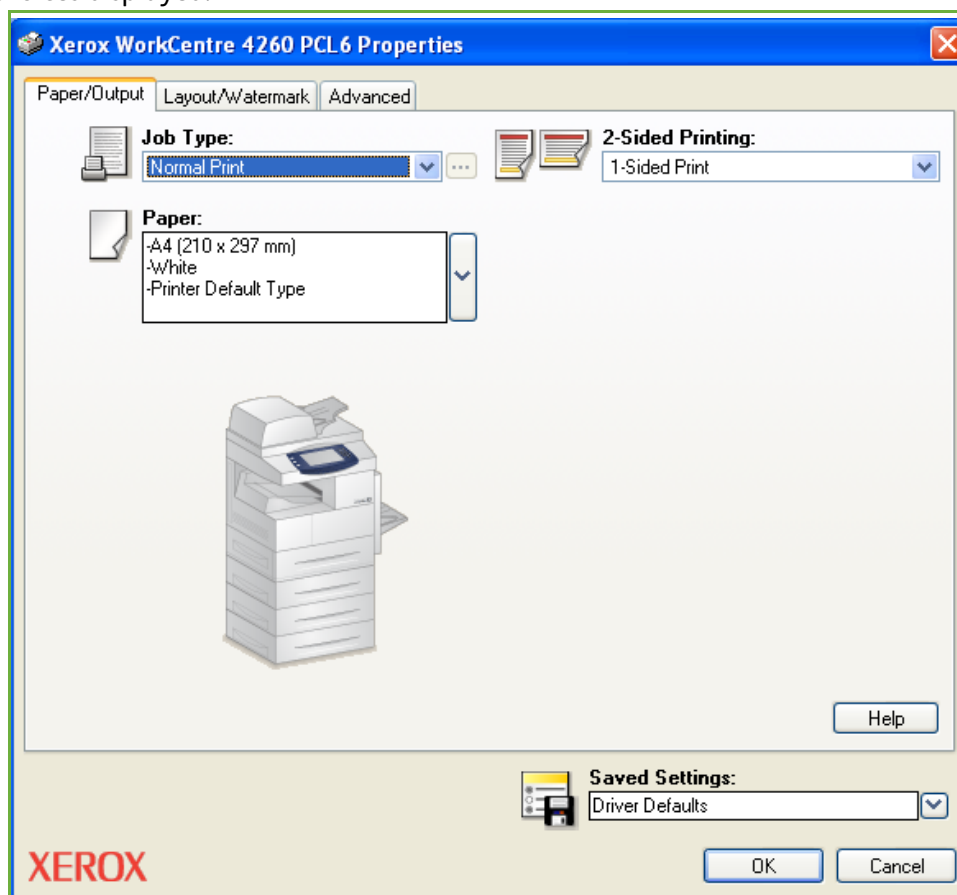 Xerox WorkCentre 4260 PCL6 Properties
Paper/Output Layout/Watermark Advanced
Job Type:
Normal Print
2-Sided Printing:
1-Sided Print
Paper:
-A4 (210 x 297 mm)
-White
-Printer Default Type
Help
Saved Settings:
Driver Defaults
XEROX
OK Cancel